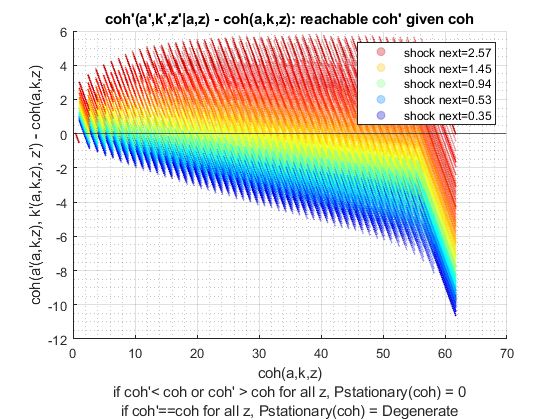 coh'(a',k',z'|a,z) - coh(a,k,z): reachable coh' given coh
coh(a'(a,k,z), k'(a,k,z), z') - coh(a,k,z)
6
4
2
0
-2
-4
-6
-8
-10
-12
shock next=2.57
shock next=1.45
shock next=0.94
shock next=0.53
shock next=0.35
0
10
20
30
40
50
60
70
coh(a,k,z)
if coh'< coh or coh' > coh for all z, Pstationary(coh) = 0
if coh'==coh for all z, Pstationary(coh) = Degenerate